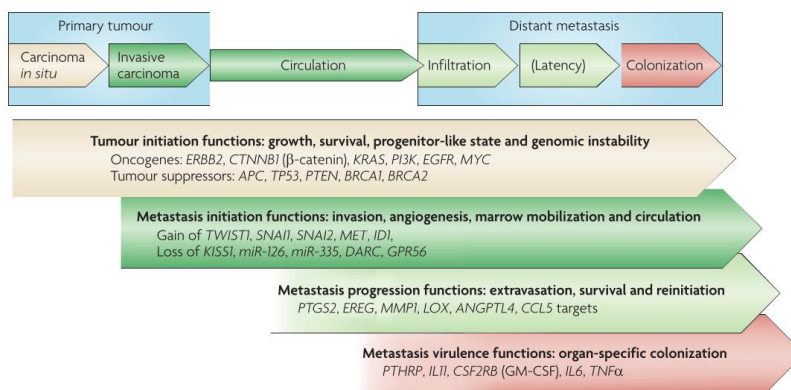 Primary tumour
Distant metastasis
Carcinoma
in situ
Invasive
carcinoma
Circulation
Infiltration
(Latency)
Colonization
Tumour initiation functions: growth, survival, progenitor-like state and genomic instability
Oncogenes: ERBB2, CTNNB1 (β-catenin), KRAS, PI3K, EGFR, MYC
Tumour suppressors: APC, TP53, PTEN, BRCA1, BRCA2
Metastasis initiation functions: invasion, angiogenesis, marrow mobilization and circulation
Gain of TWIST1, SNAI1, SNAI2, MET, ID1,
Loss of KISS1, miR-126, miR-335, DARC, GPR56
Metastasis progression functions: extravasation, survival and reinitiation
PTGS2, EREG, MMP1, LOX, ANGPTL4, CCL5 targets
Metastasis virulence functions: organ-specific colonization
PTHRP, IL11, CSF2RB (GM-CSF), IL6, TNFα